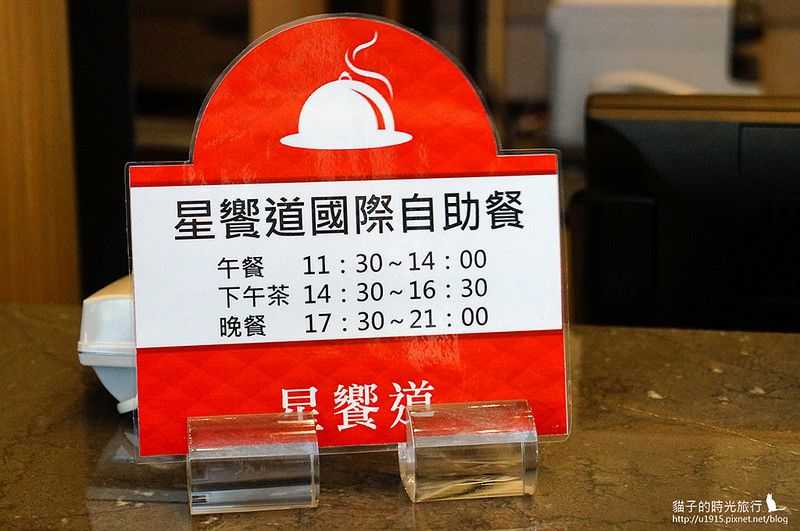 星饗道國際自助餐
午餐 11：30～14：00
下午茶 14：30～16：30
晚餐 17：30～21：00
星饗道
貓子的時光旅行
http://u1915.pixnet.net/blog